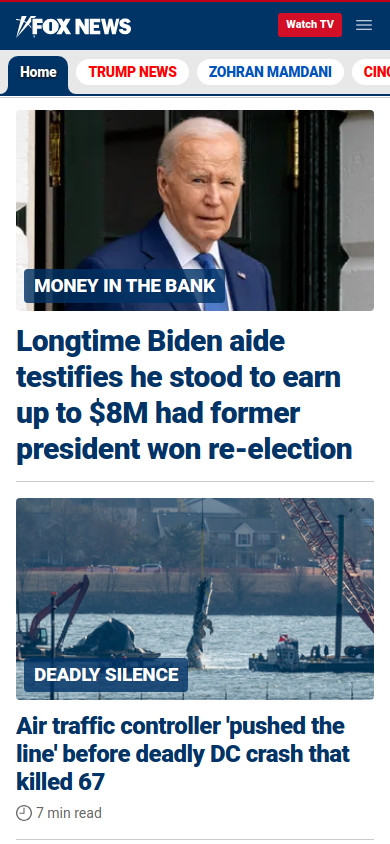 FOX NEWS
Watch TV
Home
TRUMP NEWS
ZOHRAN MAMDANI
CINC
MONEY IN THE BANK
Longtime Biden aide
testifies he stood to earn
up to $8M had former
president won re-election
DEADLY SILENCE
Air traffic controller 'pushed the
line' before deadly DC crash that
killed 67
7 min read